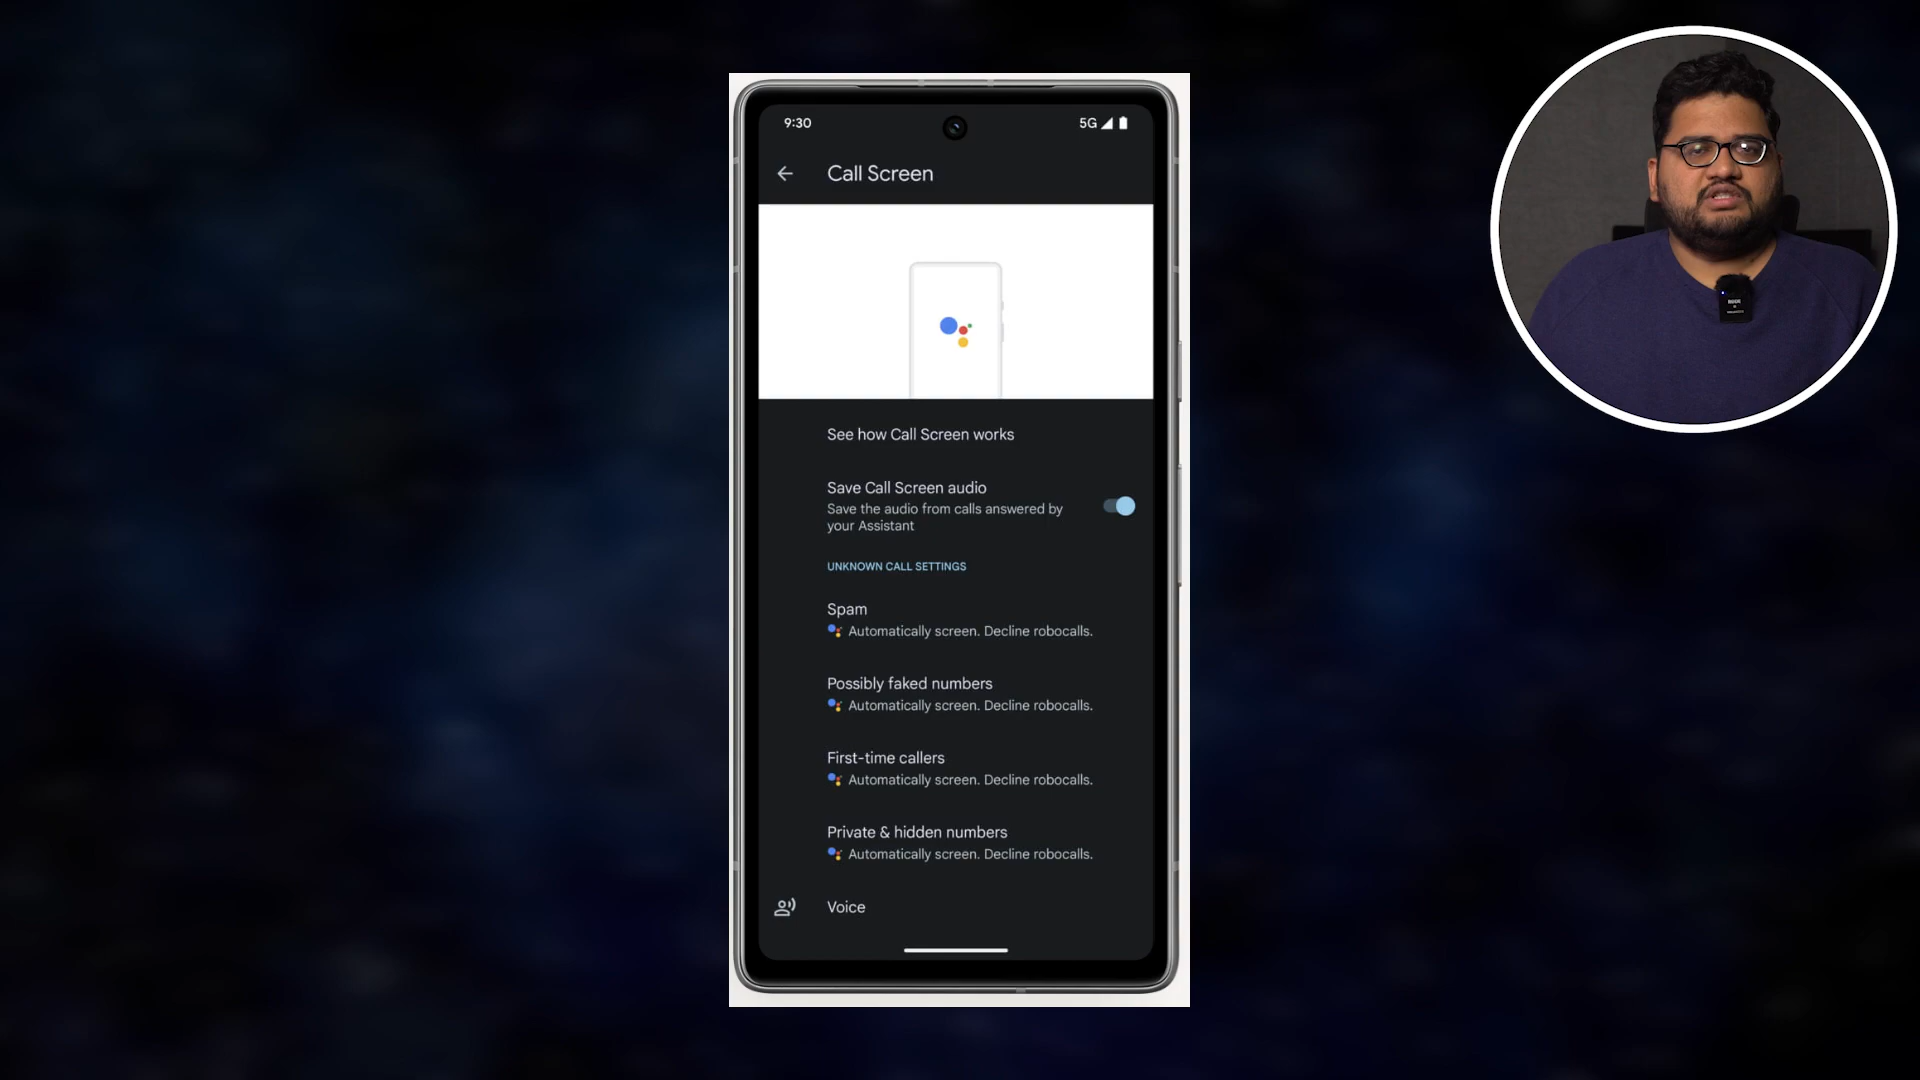 9:30
5G
Call Screen
See how Call Screen works
Save Call Screen audio
Save the audio from calls answered by
your Assistant
UNKNOWN CALL SETTINGS
Spam
Automatically screen. Decline robocalls.
Possibly faked numbers
Automatically screen. Decline robocalls.
First-time callers
Automatically screen. Decline robocalls.
Private & hidden numbers
Automatically screen. Decline robocalls.
Voice
RODE